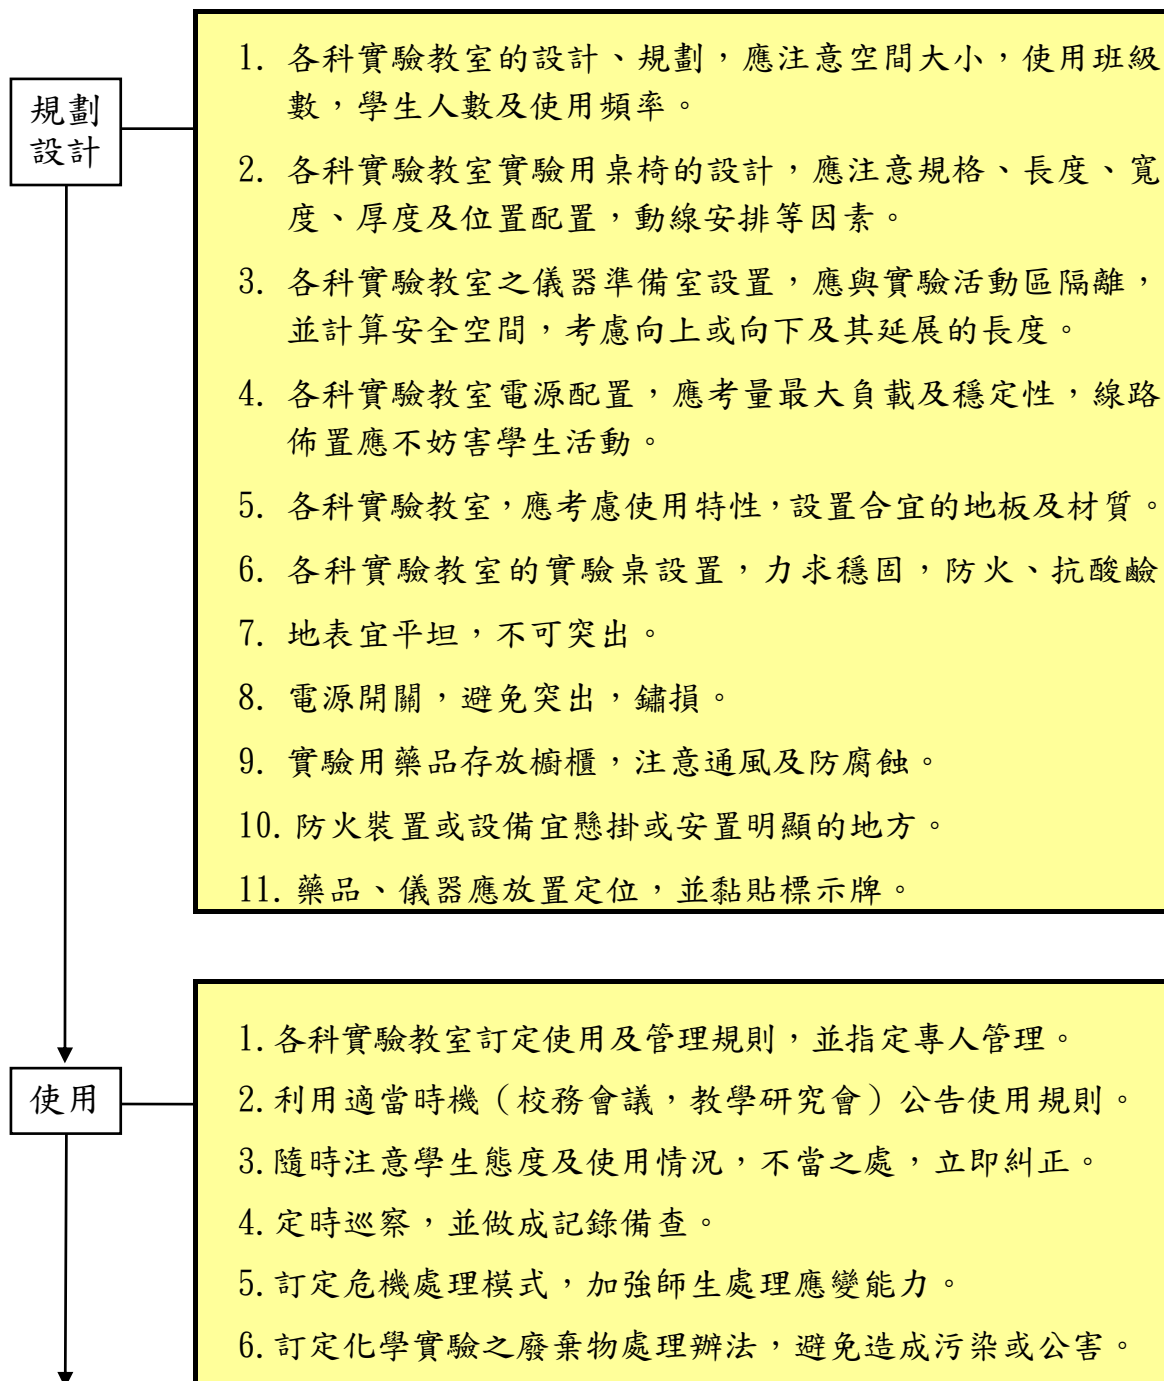 規劃
設計
1. 各科實驗教室的設計、規劃，應注意空間大小，使用班級
數，學生人數及使用頻率。
2. 各科實驗教室實驗用桌椅的設計，應注意規格、長度、寬
度、厚度及位置配置，動線安排等因素。
3. 各科實驗教室之儀器準備室設置，應與實驗活動區隔離，
並計算安全空間，考慮向上或向下及其延展的長度。
4. 各科實驗教室電源配置，應考量最大負載及穩定性，線路
佈置應不妨害學生活動。
5. 各科實驗教室，應考慮使用特性，設置合宜的地板及材質。
6. 各科實驗教室的實驗桌設置，力求穩固，防火、抗酸鹼
7. 地表宜平坦，不可突出。
8. 電源開關，避免突出，鏽損。
9. 實驗用藥品存放櫥櫃，注意通風及防腐蝕。
10. 防火裝置或設備宜懸掛或安置明顯的地方。
11. 藥品、儀器應放置定位，並黏貼標示牌。
使用
1. 各科實驗教室訂定使用及管理規則，並指定專人管理。
2. 利用適當時機（校務會議，教學研究會）公告使用規則。
3. 隨時注意學生態度及使用情況，不當之處，立即糾正。
4. 定時巡察，並做成記錄備查。
5. 訂定危機處理模式，加強師生處理應變能力。
6. 訂定化學實驗之廢棄物處理辦法，避免造成污染或公害。